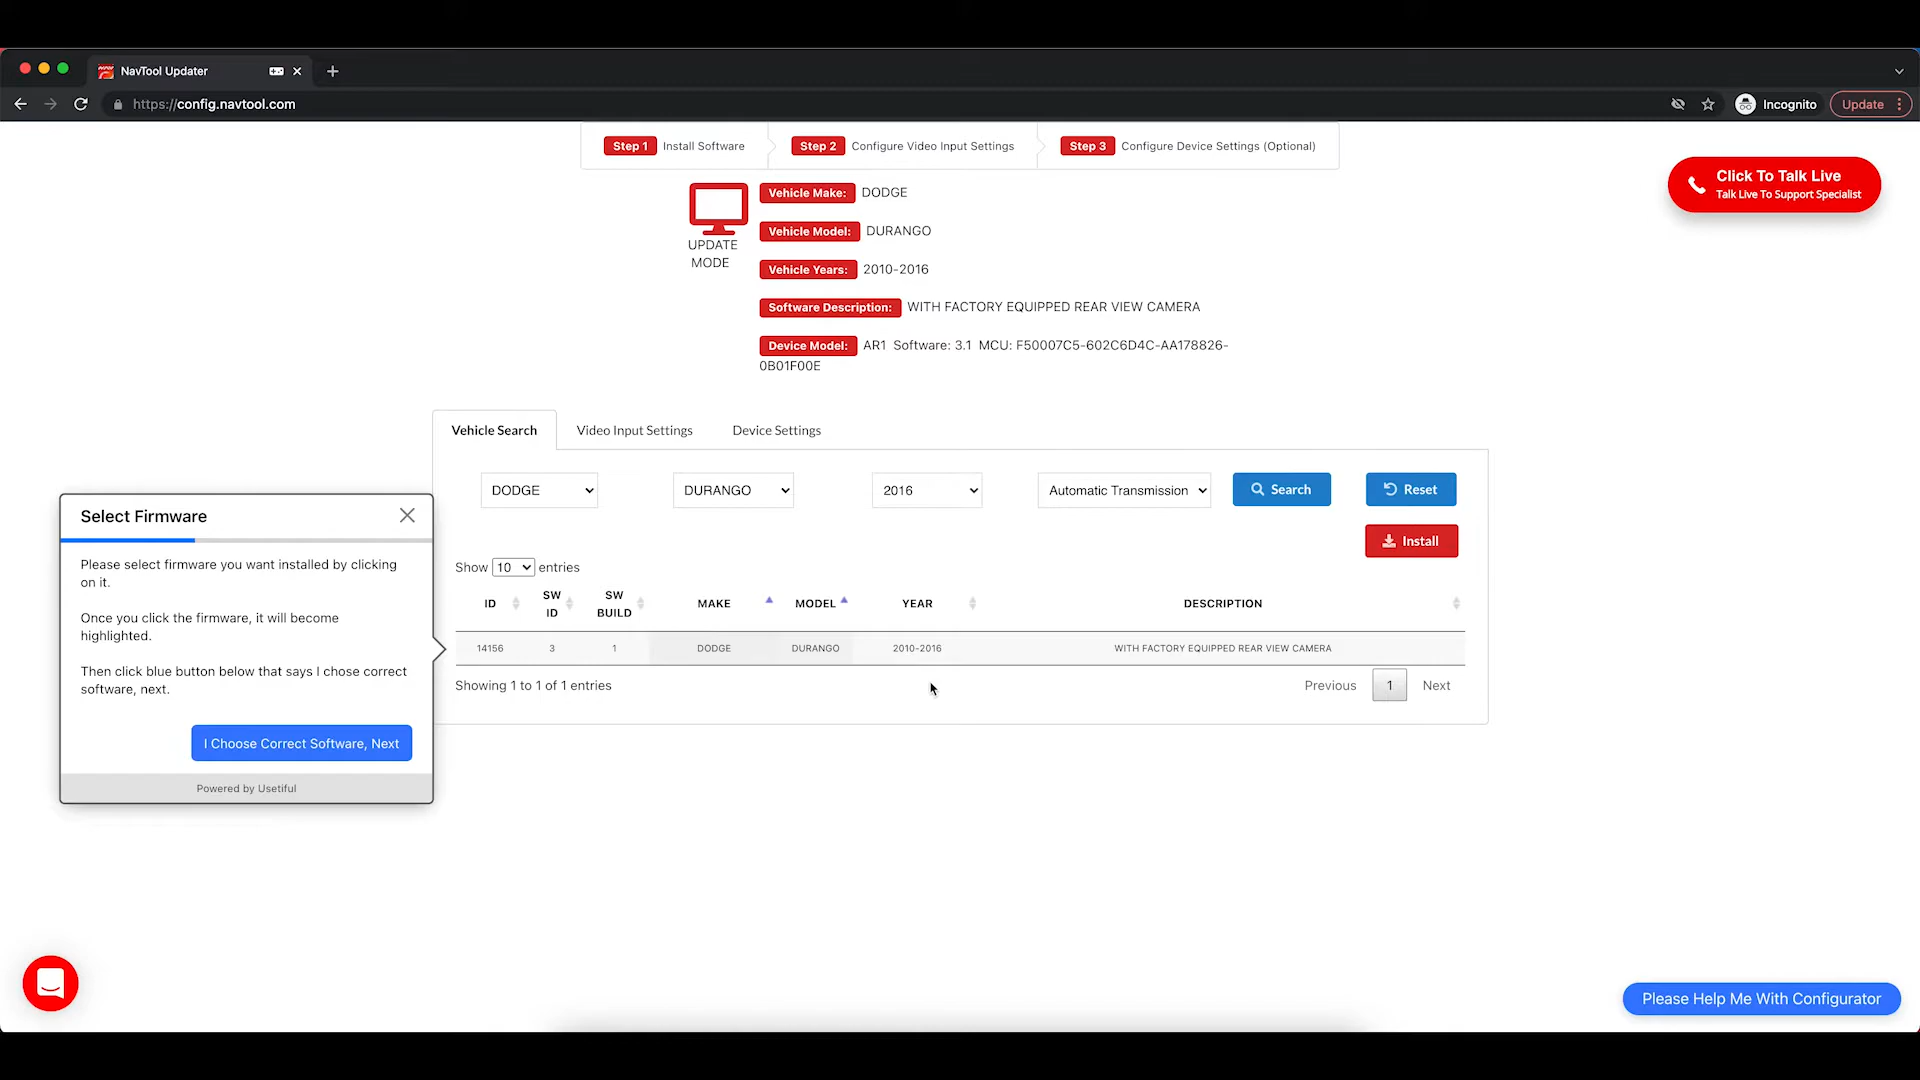 NavTool Updater
https://config.navtool.com
Incognito
Update
Step 1 Install Software
Step 2 Configure Video Input Settings
Step 3 Configure Device Settings (Optional)
Click To Talk Live
Talk Live To Support Specialist
UPDATE
MODE
Vehicle Make: DODGE
Vehicle Model: DURANGO
Vehicle Years: 2010-2016
Software Description: WITH FACTORY EQUIPPED REAR VIEW CAMERA
Device Model: AR1 Software: 3.1 MCU: F50007C5-602C6D4C-AA178826-
0B01F00E
Vehicle Search Video Input Settings Device Settings
DODGE DURANGO 2016 Automatic Transmission Search Reset
Install
Show 10 entries
ID SW ID SW BUILD MAKE MODEL YEAR DESCRIPTION
14156 3 1 DODGE DURANGO 2010-2016 WITH FACTORY EQUIPPED REAR VIEW CAMERA
Showing 1 to 1 of 1 entries
Previous 1 Next
Select Firmware
Please select firmware you want installed by clicking
on it.
Once you click the firmware, it will become
highlighted.
Then click blue button below that says I chose correct
software, next.
I Choose Correct Software, Next
Powered by Usetiful
Please Help Me With Configurator